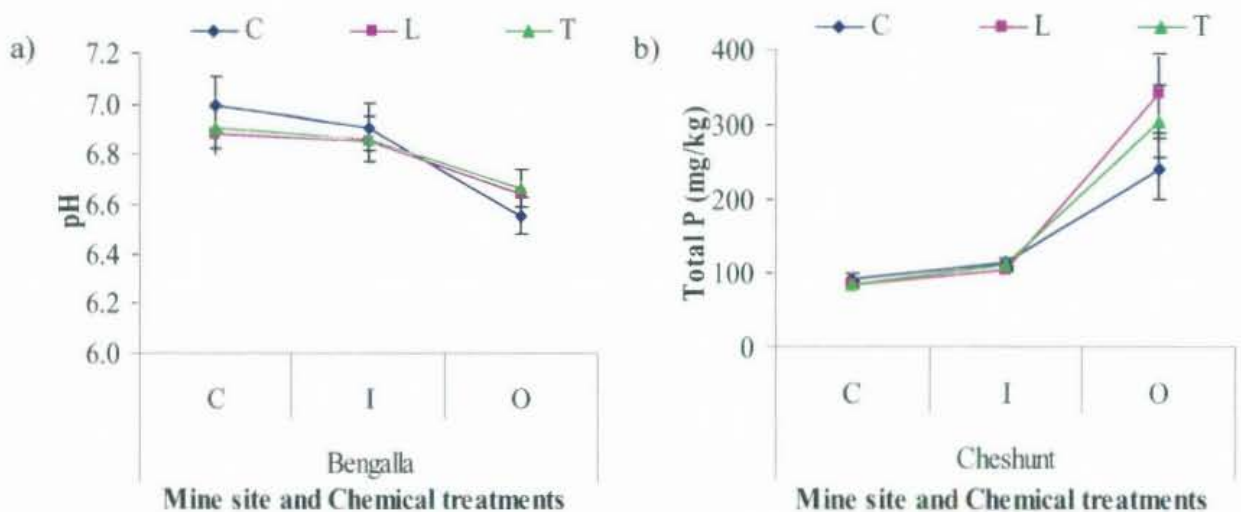 a)
C L T
7.2
7.0
6.8
6.6
6.4
6.2
6.0
pH
C I O
Bengalla
Mine site and Chemical treatments
b)
C L T
400
300
200
100
0
Total P (mg/kg)
C I O
Cheshunt
Mine site and Chemical treatments